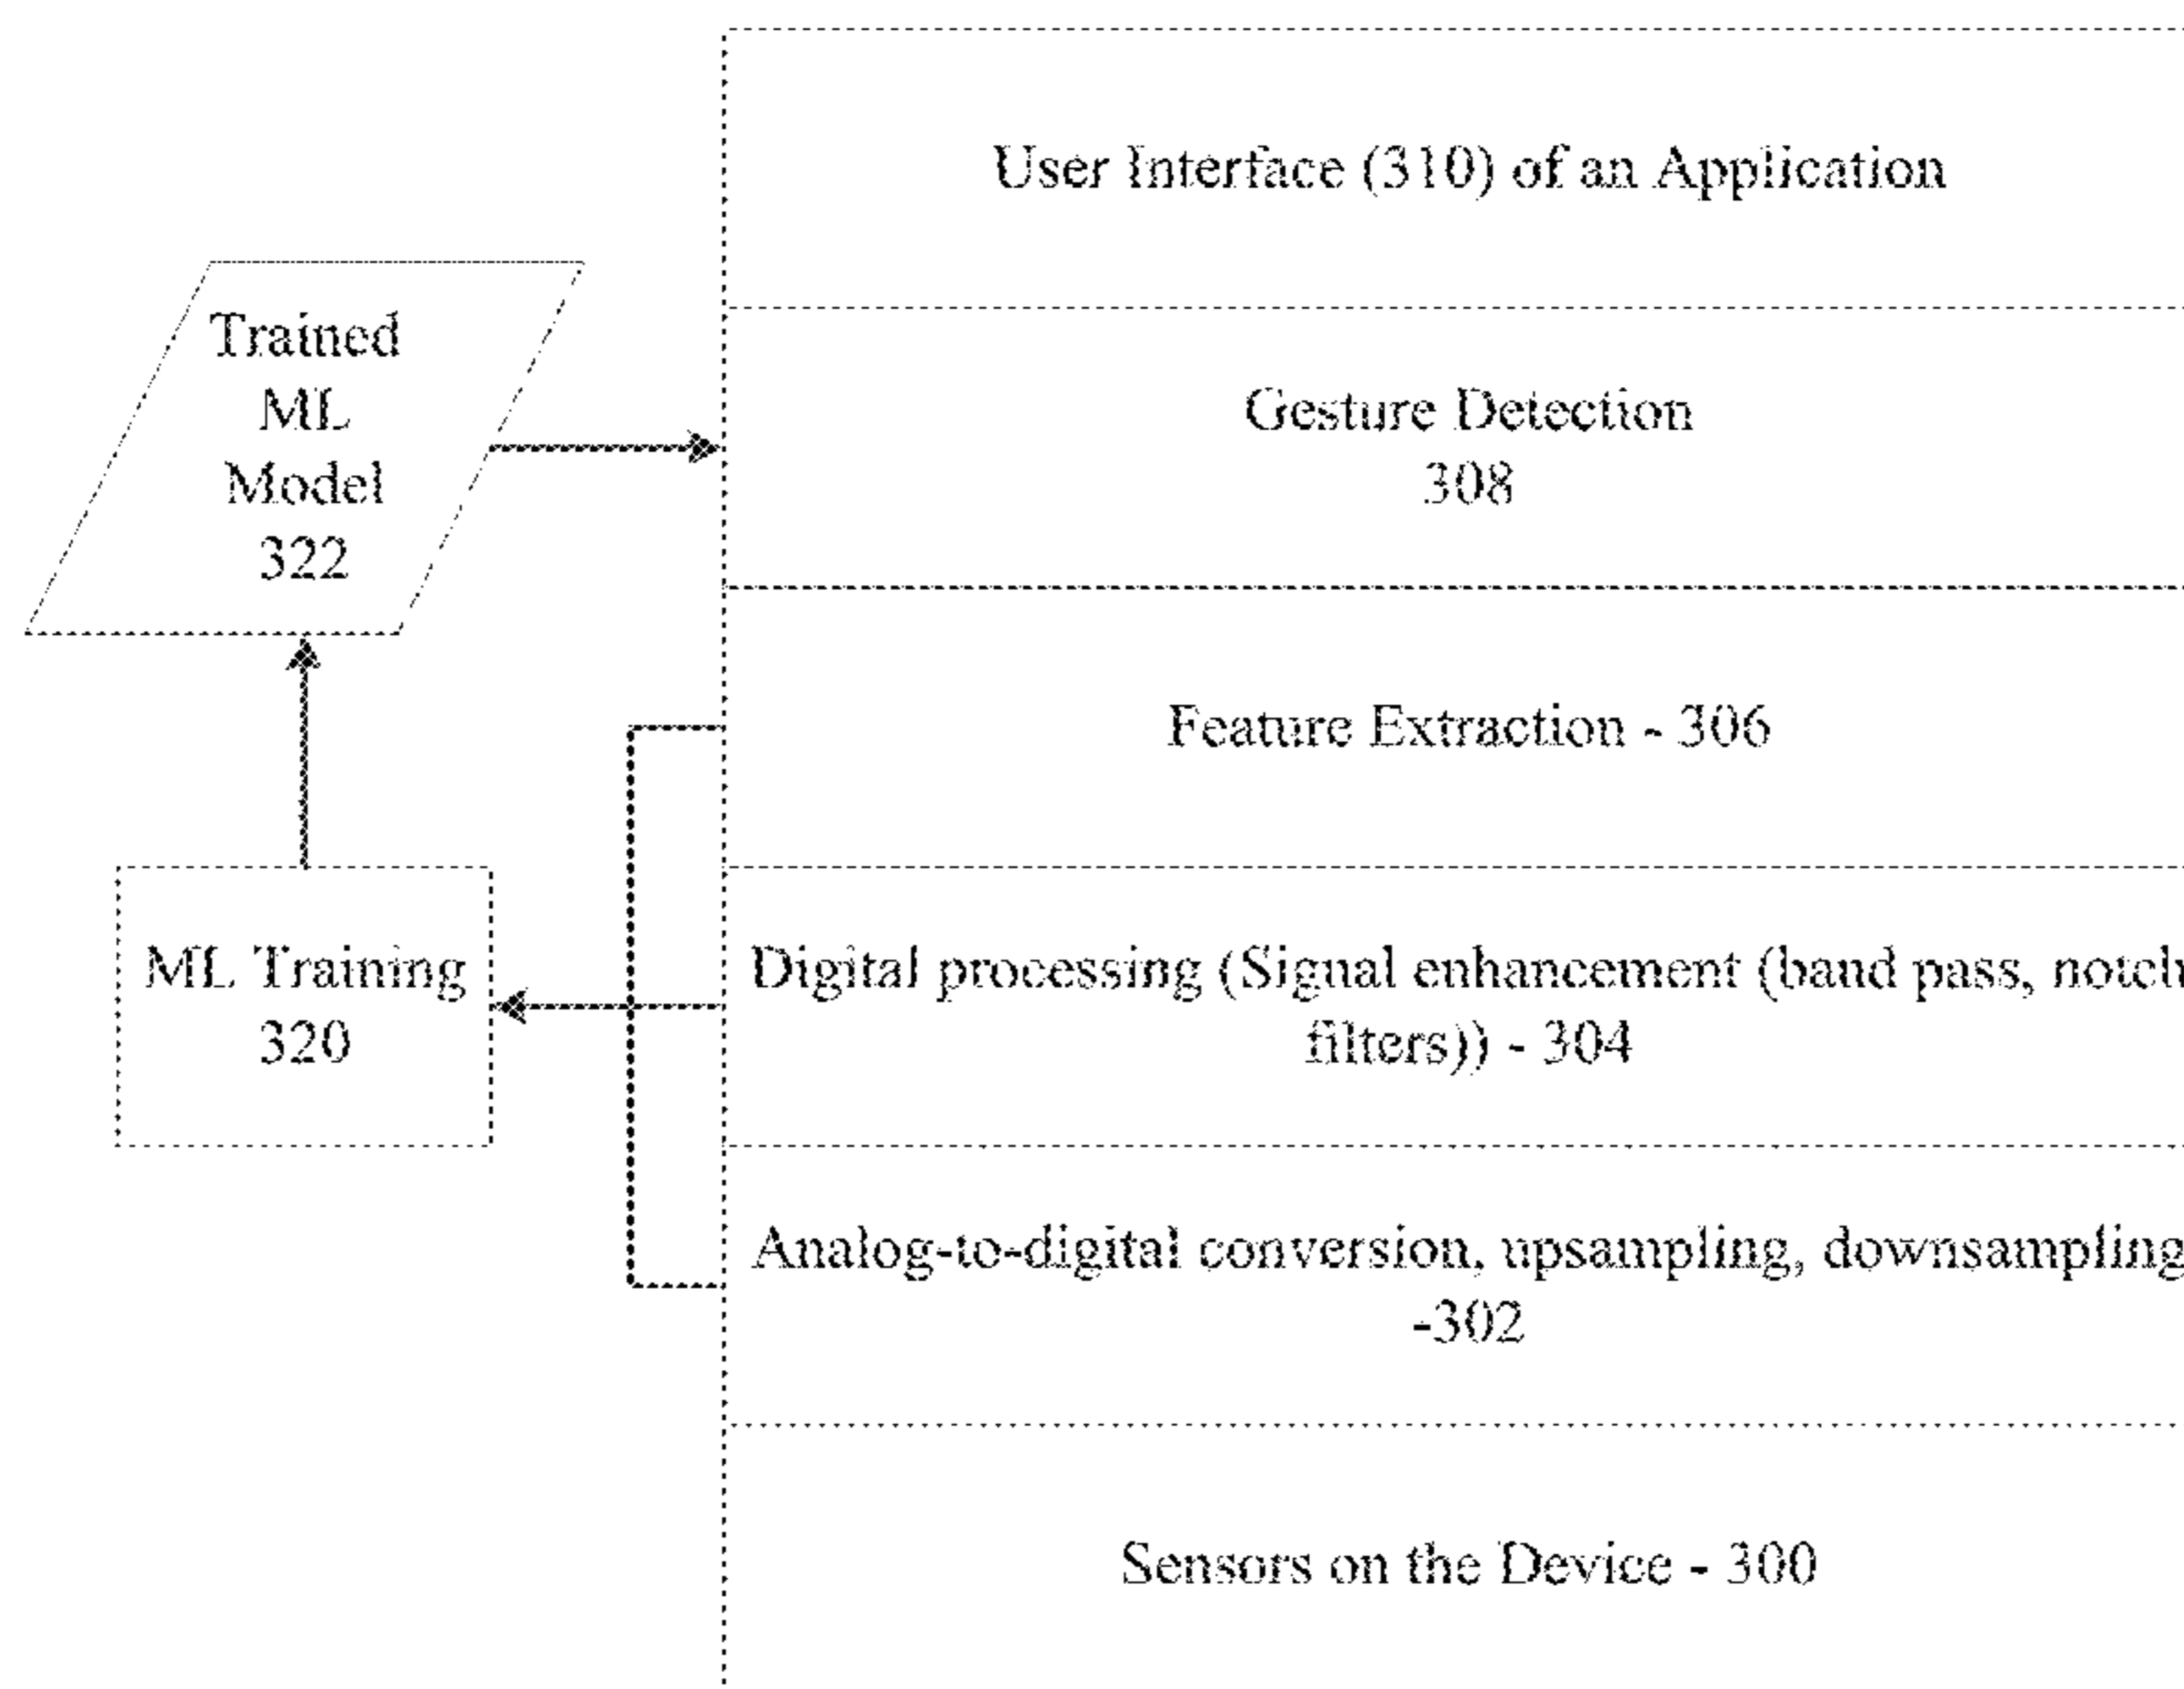 User Interface (310) of an Application
Trained
ML
Model
322
Gesture Detection
308
Feature Extraction - 306
ML Training
320
Digital processing (Signal enhancement (band pass, notch
filters)) - 304
Analog-to-digital conversion, upsampling, downsampling
-302
Sensors on the Device - 300